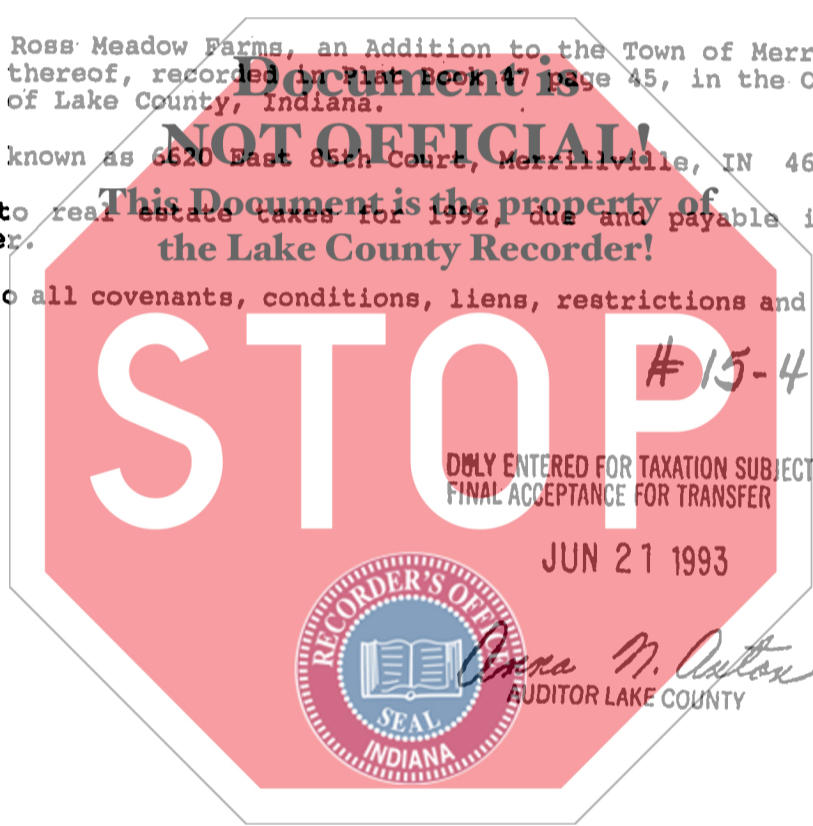 Ross Meadow Farms, an Addition to the Town of Merr
thereof, recorded in Plat Book 47 page 45, in the O
of Lake County, Indiana.
Document is
NOT OFFICIAL!
known as 6620 East 85th Court, Merrillville, IN 46
This Document is the property of
to real estate taxes for 1992, due and payable i
er.
the Lake County Recorder!
o all covenants, conditions, liens, restrictions and
STOP
# 15-4
DULY ENTERED FOR TAXATION SUBJECT
FINAL ACCEPTANCE FOR TRANSFER
JUN 21 1993
RECORDER'S OFFICE
SEAL
INDIANA
Anna N. Anton
AUDITOR LAKE COUNTY